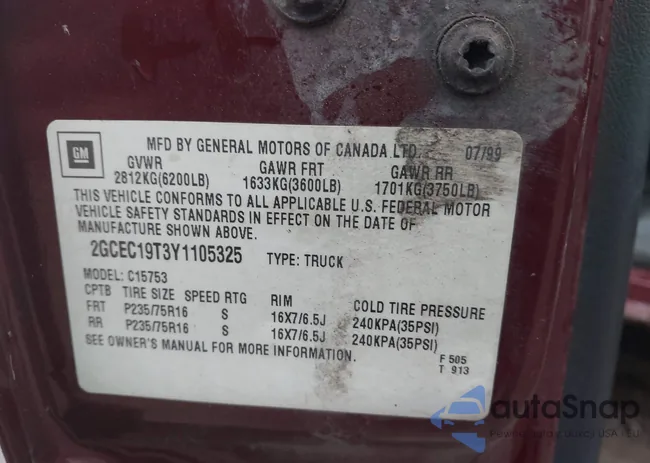 GM
MFD BY GENERAL MOTORS OF CANADA LTD. 07/99
GVWR GAWR FRT GAWR RR
2812KG(6200LB) 1633KG(3600LB) 1701KG(3750LB)
THIS VEHICLE CONFORMS TO ALL APPLICABLE U.S. FEDERAL MOTOR
VEHICLE SAFETY STANDARDS IN EFFECT ON THE DATE OF
MANUFACTURE SHOWN ABOVE.
2GCEC19T3Y1105325 TYPE: TRUCK
MODEL: C15753
CPTB TIRE SIZE SPEED RTG RIM COLD TIRE PRESSURE
FRT P235/75R16 S 16X7/6.5J 240KPA(35PSI)
RR P235/75R16 S 16X7/6.5J 240KPA(35PSI)
SEE OWNER'S MANUAL FOR MORE INFORMATION.
F 505
T 913
autoSnap